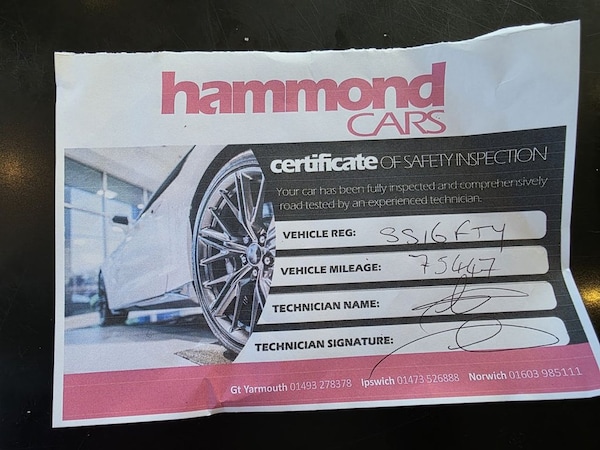 hammond
CARS
certificate OF SAFETY INSPECTION
Your car has been fully inspected and comprehensively
road-tested by an experienced technician.
VEHICLE REG: SS16 FTY
VEHICLE MILEAGE: 75447
TECHNICIAN NAME:
TECHNICIAN SIGNATURE:
Gt Yarmouth 01493 278378 Ipswich 01473 526888 Norwich 01603 985111